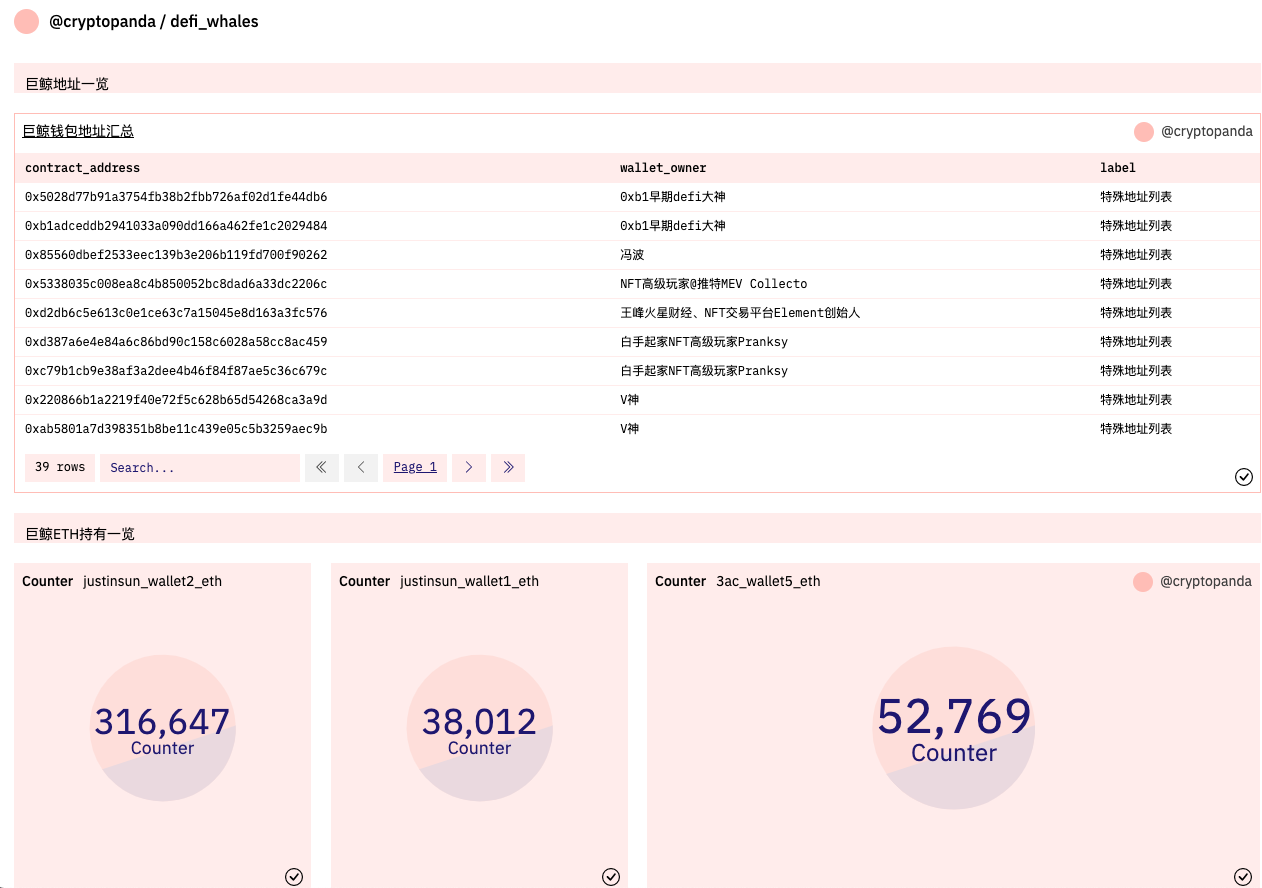 @cryptopanda / defi_whales
巨鲸地址一览
巨鲸钱包地址汇总 @cryptopanda
contract_address wallet_owner label
0x5028d77b91a3754fb38b2fbb726af02d1fe44db6 0xb1早期defi大神 特殊地址列表
0xb1adceddb2941033a090dd166a462fe1c2029484 0xb1早期defi大神 特殊地址列表
0x85560dbef2533eec139b3e206b119fd700f90262 冯波 特殊地址列表
0x5338035c008ea8c4b850052bc8dad6a33dc2206c NFT高级玩家@推特MEV Collecto 特殊地址列表
0xd2db6c5e613c0e1ce63c7a15045e8d163a3fc576 王峰火星财经、NFT交易平台Element创始人 特殊地址列表
0xd387a6e4e84a6c86bd90c158c6028a58cc8ac459 白手起家NFT高级玩家Pranksy 特殊地址列表
0xc79b1cb9e38af3a2dee4b46f84f87ae5c36c679c 白手起家NFT高级玩家Pranksy 特殊地址列表
0x220866b1a2219f40e72f5c628b65d54268ca3a9d V神 特殊地址列表
0xab5801a7d398351b8be11c439e05c5b3259aec9b V神 特殊地址列表
39 rows Search... Page 1
巨鲸ETH持有一览
Counter justinsun_wallet2_eth
316,647
Counter
Counter justinsun_wallet1_eth
38,012
Counter
Counter 3ac_wallet5_eth @cryptopanda
52,769
Counter